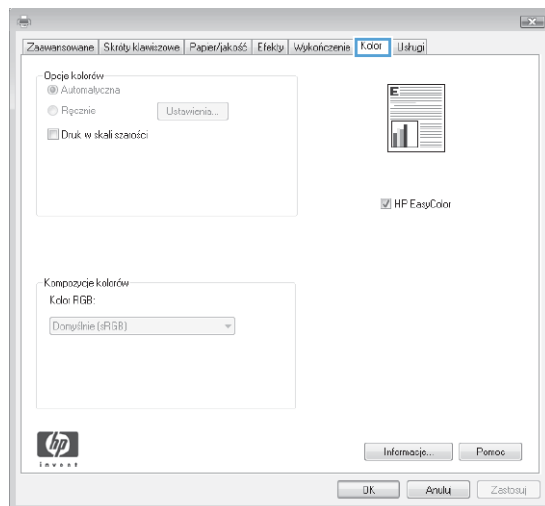 Zaawansowane Skróty klawiszowe Papier/jakość Efekty Wykończenie Kolor Usługi
Opcje kolorów
Automatyczna
Ręcznie Ustawienia...
Druk w skali szarości
E
HP EasyColor
Kompozycje kolorów
Kolor RGB:
Domyślnie (sRGB)
hp
invent
Informacje... Pomoc
OK Anuluj Zastosuj